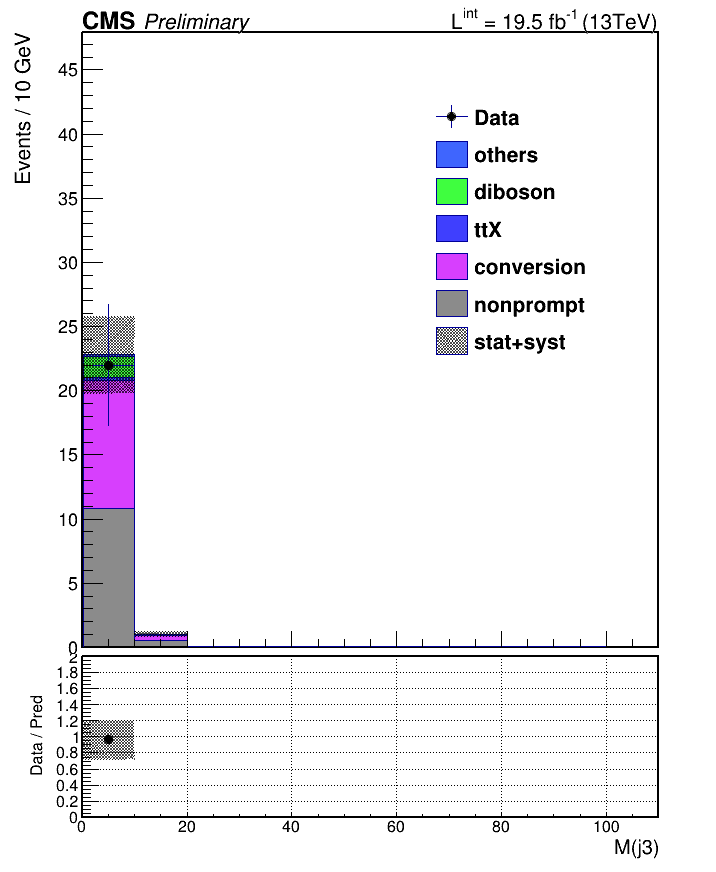 CMS Preliminary L^int = 19.5 fb^-1 (13TeV)
Events / 10 GeV
45
40
35
30
25
20
15
10
5
0
Data
others
diboson
ttX
conversion
nonprompt
stat+syst
Data / Pred
2
1.8
1.6
1.4
1.2
1
0.8
0.6
0.4
0.2
0
0 20 40 60 80 100
M(j3)